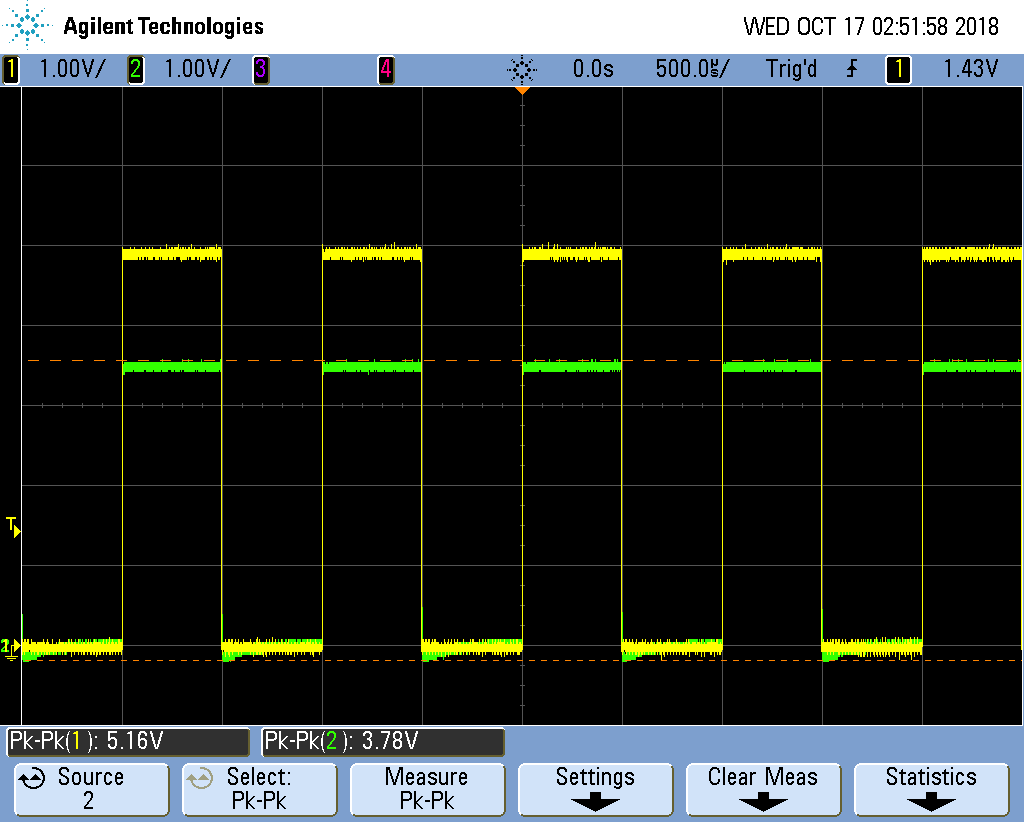 Agilent Technologies WED OCT 17 02:51:58 2018
1 1.00V/ 2 1.00V/ 3 4 0.0s 500.0us/ Trig'd 1 1.43V
T
2
Pk-Pk(1): 5.16V Pk-Pk(2): 3.78V
Source Select: Measure Settings Clear Meas Statistics
2 Pk-Pk Pk-Pk